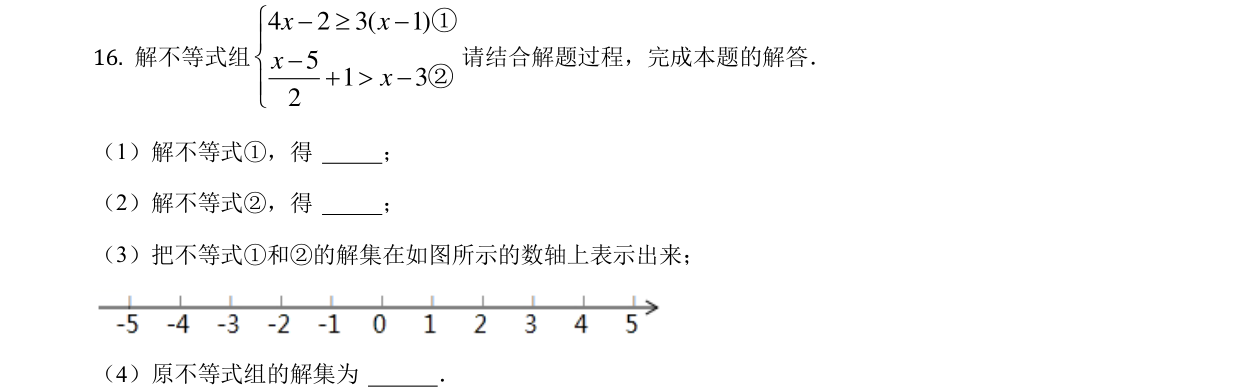 16. 解不等式组{4x－2≥3(x－1)① 请结合解题过程，完成本题的解答．
x－5/2＋1＞x－3②
（1）解不等式①，得 _____；
（2）解不等式②，得 _____；
（3）把不等式①和②的解集在如图所示的数轴上表示出来；
-5 -4 -3 -2 -1 0 1 2 3 4 5
（4）原不等式组的解集为 ______．